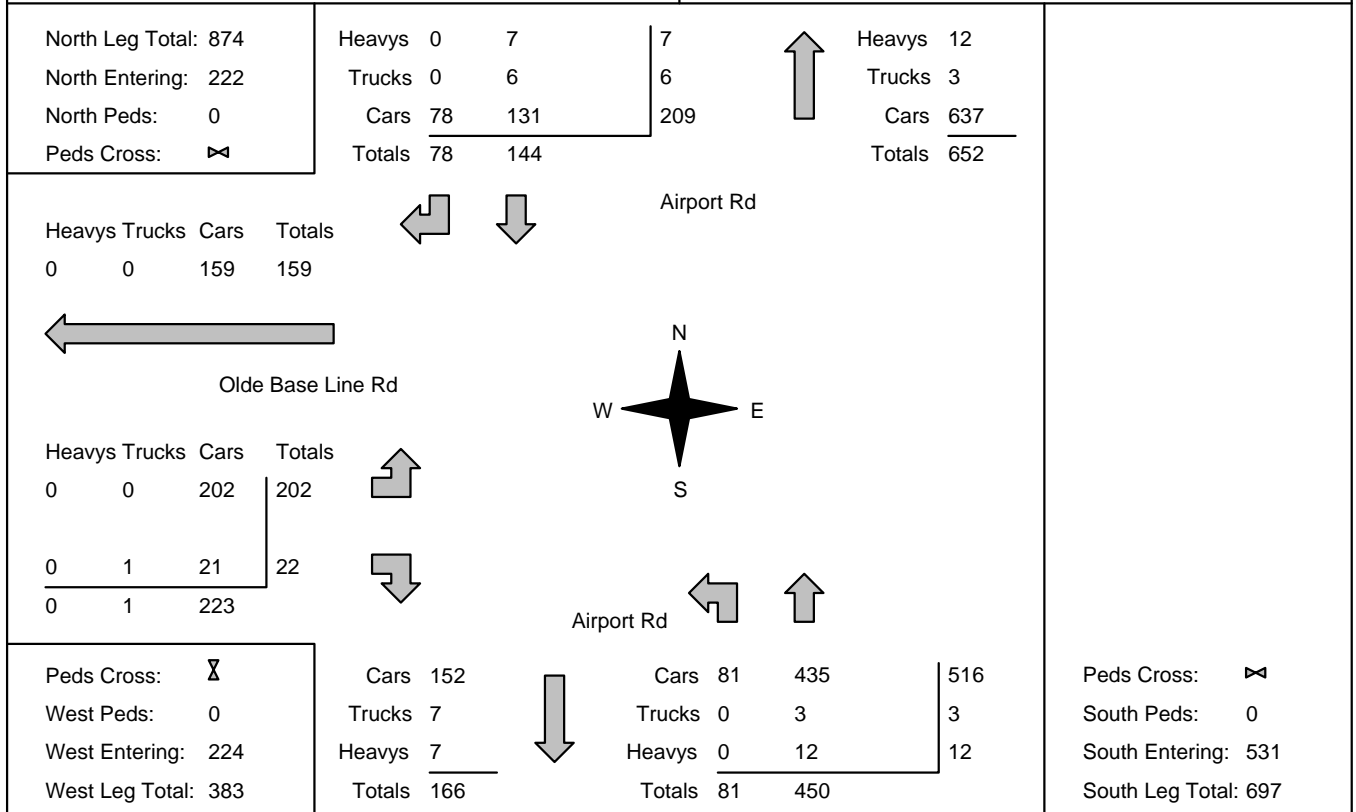 North Leg Total: 874
North Entering: 222
North Peds: 0
Peds Cross:
Heavys 0 7 7
Trucks 0 6 6
Cars 78 131 209
Totals 78 144
Heavys 12
Trucks 3
Cars 637
Totals 652
Airport Rd
Heavys Trucks Cars Totals
0 0 159 159
Olde Base Line Rd
N
W E
S
Heavys Trucks Cars Totals
0 0 202 202
0 1 21 22
0 1 223
Airport Rd
Peds Cross:
West Peds: 0
West Entering: 224
West Leg Total: 383
Cars 152
Trucks 7
Heavys 7
Totals 166
Cars 81 435 516
Trucks 0 3 3
Heavys 0 12 12
Totals 81 450
Peds Cross:
South Peds: 0
South Entering: 531
South Leg Total: 697